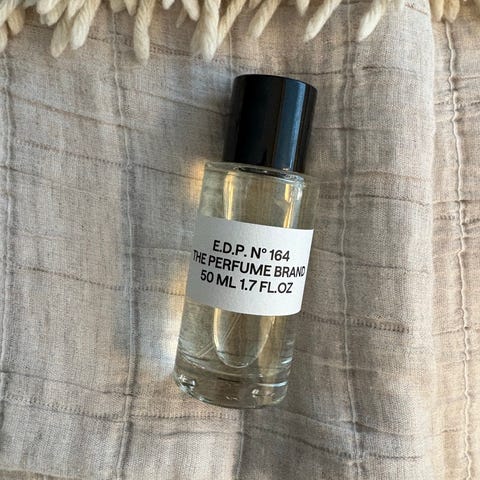 E.D.P. N° 164
THE PERFUME BRAND
50 ML 1.7 FL.OZ